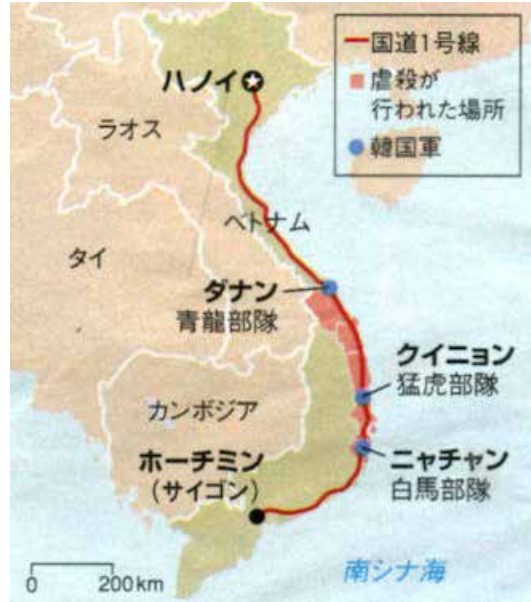 国道1号線
虐殺が
行われた場所
韓国軍
ハノイ
ラオス
ベトナム
タイ
ダナン
青龍部隊
クイニョン
猛虎部隊
カンボジア
ホーチミン
(サイゴン)
ニャチャン
白馬部隊
南シナ海
0 200km